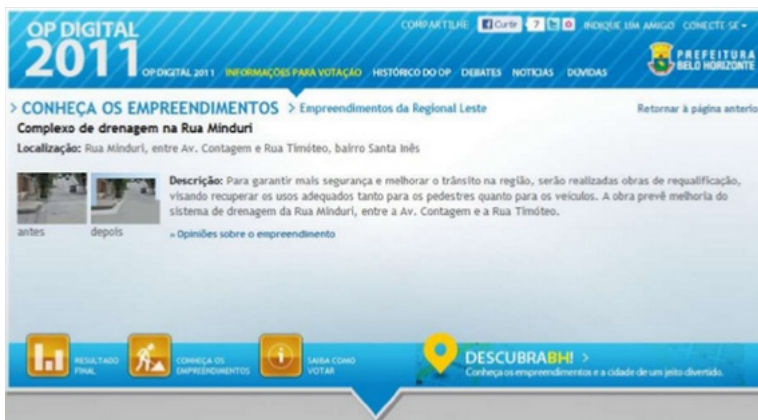 OP DIGITAL
2011
COMPARTILHE Curtir 7 INDIQUE UM AMIGO CONECTE-SE
OP DIGITAL 2011 INFORMAÇÕES PARA VOTAÇÃO HISTÓRICO DO OP DEBATES NOTÍCIAS DÚVIDAS
PREFEITURA
BELO HORIZONTE
> CONHEÇA OS EMPREENDIMENTOS > Empreendimentos da Regional Leste
Retornar à página anterio
Complexo de drenagem na Rua Minduri
Localização: Rua Minduri, entre Av. Contagem e Rua Timóteo, bairro Santa Inês
Descrição: Para garantir mais segurança e melhorar o trânsito na região, serão realizadas obras de requalificação,
visando recuperar os usos adequados tanto para os pedestres quanto para os veículos. A obra prevê melhoria do
sistema de drenagem da Rua Minduri, entre a Av. Contagem e a Rua Timóteo.
antes depois
» Opiniões sobre o empreendimento
RESULTADO
FINAL
CONHEÇA OS
EMPREENDIMENTOS
SAIBA COMO
VOTAR
DESCUBRABH! >
Conheça os empreendimentos e a cidade de um jeito divertido.